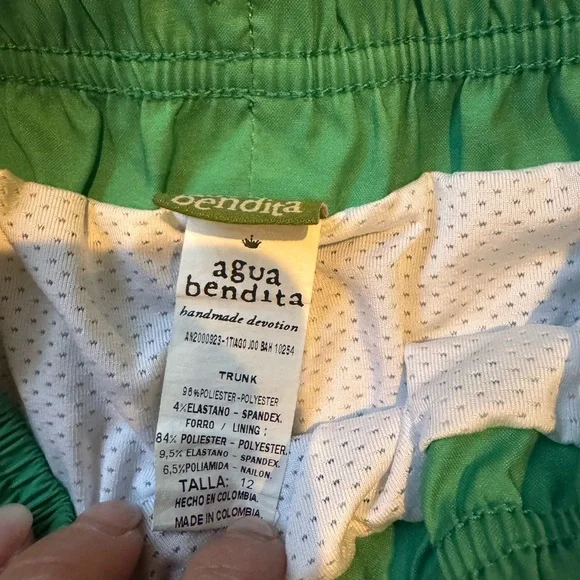 bendita
agua
bendita
handmade devotion
AN2000923-1TIAGO J00 BAH 10254
TRUNK
96%POLIESTER-POLYESTER
4%ELASTANO - SPANDEX.
FORRO / LINING :
84% POLIESTER - POLYESTER.
9,5% ELASTANO - SPANDEX.
6,5%POLIAMIDA - NAILON.
TALLA: 12
HECHO EN COLOMBIA.
MADE IN COLOMBIA.